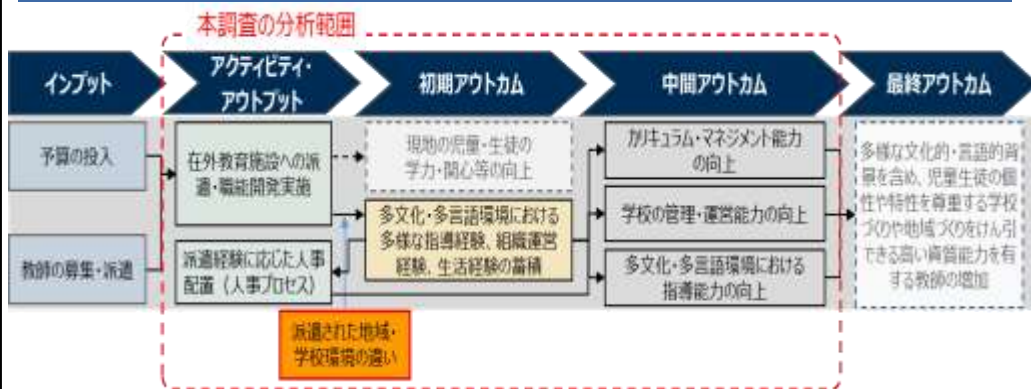 本調査の分析範囲
インプット
アクティビティ・
アウトプット
初期アウトカム
中間アウトカム
最終アウトカム
予算の投入
教師の募集・派遣
在外教育施設への派
遣・職能開発実施
派遣経験に応じた人事
配置（人事プロセス）
現地の児童・生徒の
学力・関心等の向上
多文化・多言語環境における
多様な指導経験、組織運営
経験、生活経験の蓄積
派遣された地域・
学校環境の違い
カリキュラム・マネジメント能力
の向上
学校の管理・運営能力の向上
多文化・多言語環境における
指導能力の向上
多様な文化的・言語的背
景を含め、児童生徒の個
性や特性を尊重する学校
づくりや地域づくりをけん引
できる高い資質能力を有
する教師の増加